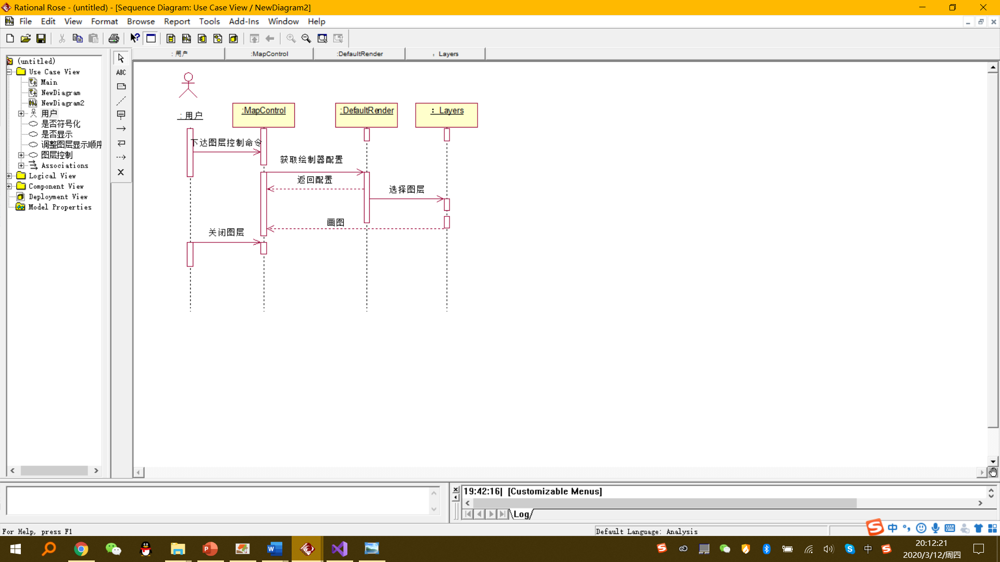 Rational Rose - (untitled) - [Sequence Diagram: Use Case View / NewDiagram2]
File Edit View Format Browse Report Tools Add-Ins Window Help
: 用户 :MapControl :DefaultRender : Layers
(untitled)
Use Case View
Main
NewDiagram
NewDiagram2
用户
是否符号化
是否显示
调整图层显示顺序
图层控制
Associations
Logical View
Component View
Deployment View
Model Properties
ABC
: 用户
:MapControl
:DefaultRender
: Layers
下达图层控制命令
获取绘制器配置
返回配置
选择图层
画图
关闭图层
19:42:16| [Customizable Menus]
Log
For Help, press F1
Default Language: Analysis
中
20:12:21
中
2020/3/12/周四